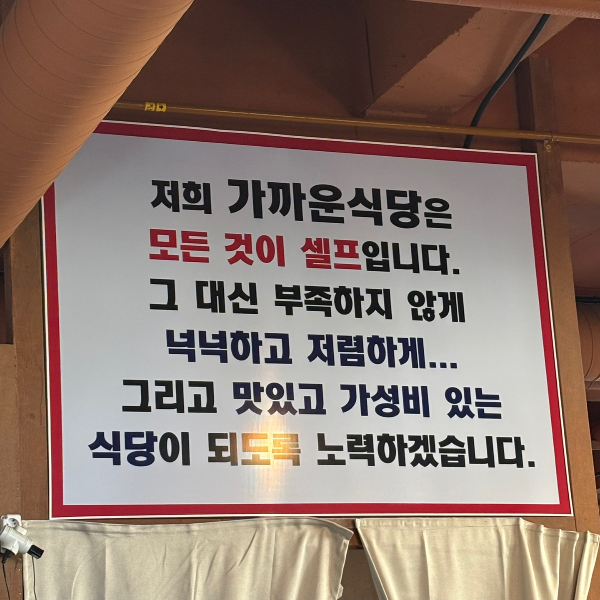 저희 가까운식당은
모든 것이 셀프입니다.
그 대신 부족하지 않게
넉넉하고 저렴하게...
그리고 맛있고 가성비 있는
식당이 되도록 노력하겠습니다.